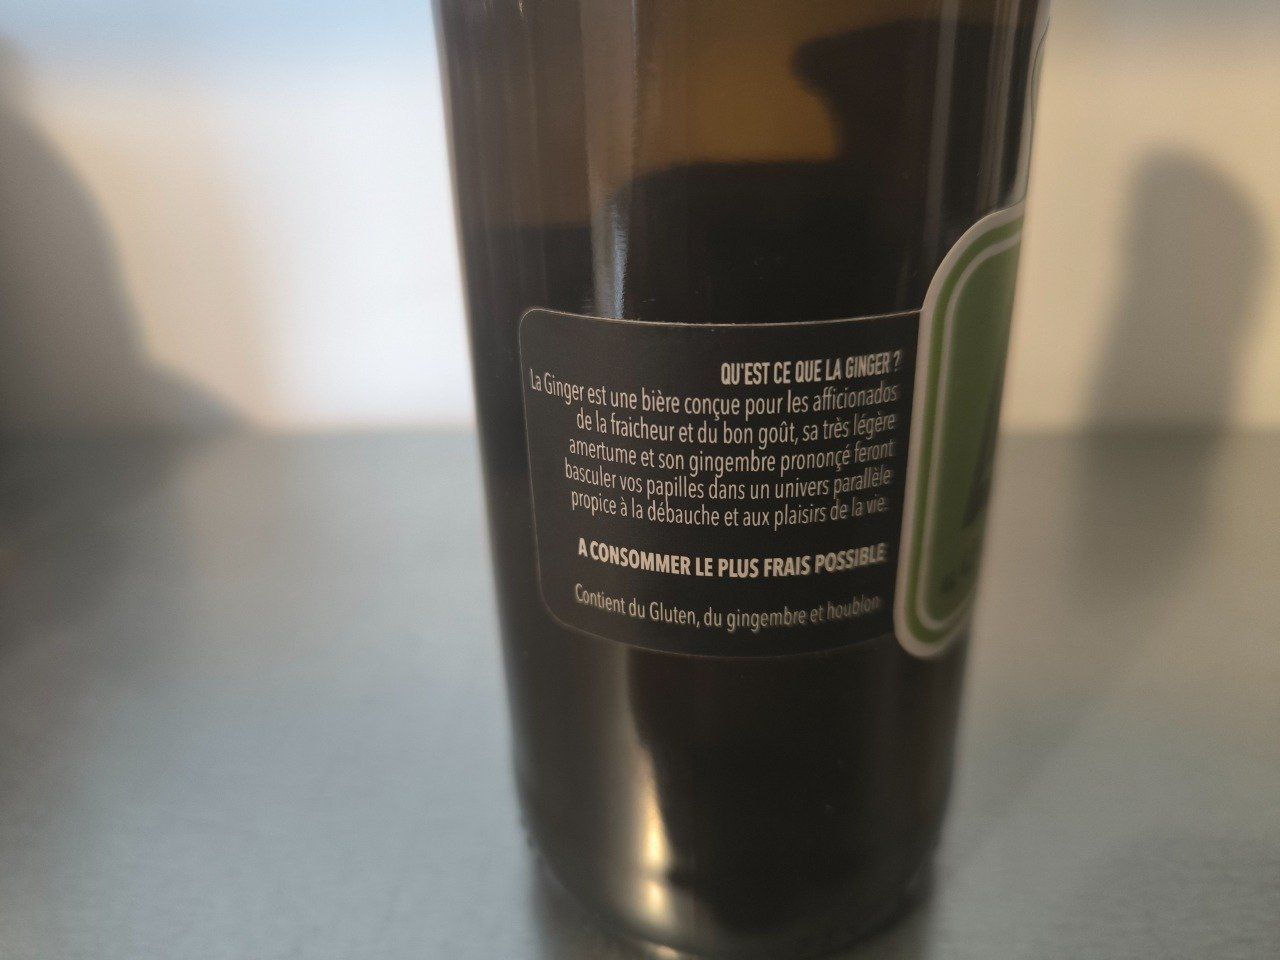 QU'EST CE QUE LA GINGER ?
La Ginger est une bière conçue pour les afficionados
de la fraicheur et du bon goût, sa très légère
amertume et son gingembre prononçé feront
basculer vos papilles dans un univers parallèle
propice à la débauche et aux plaisirs de la vie.
A CONSOMMER LE PLUS FRAIS POSSIBLE
Contient du Gluten, du gingembre et houblon